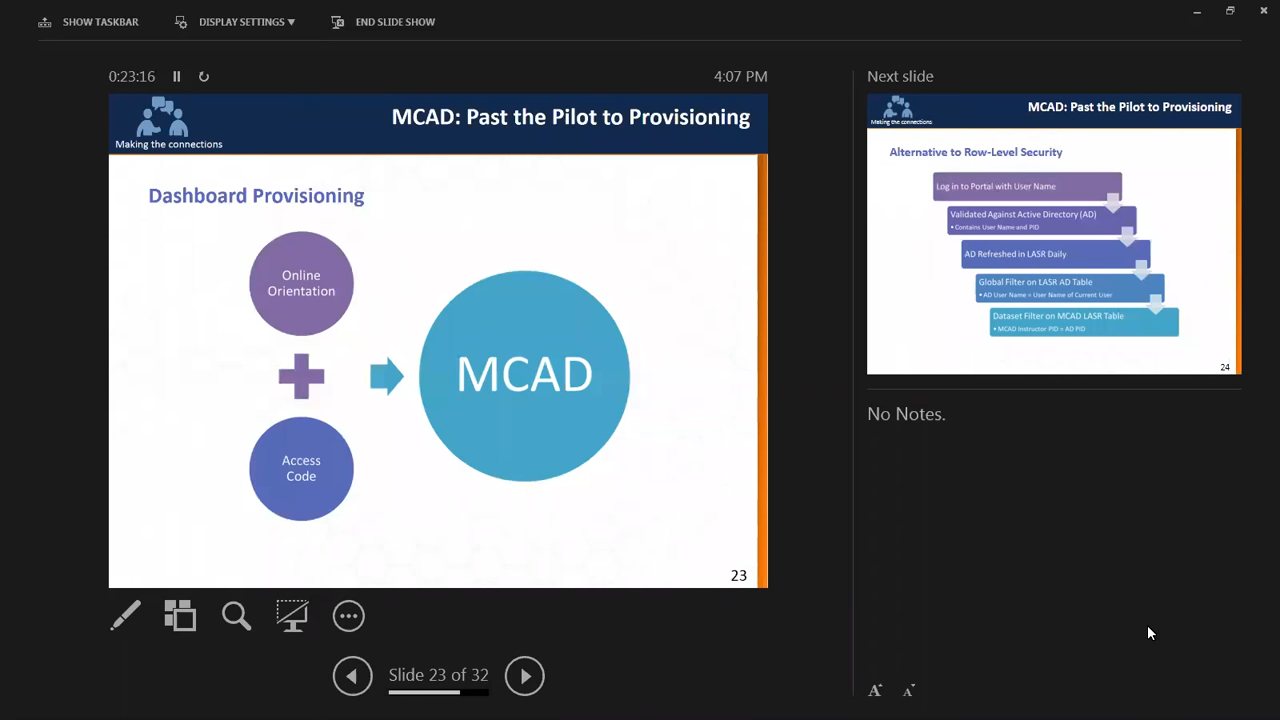 SHOW TASKBAR
DISPLAY SETTINGS ▾
END SLIDE SHOW
0:23:16
4:07 PM
Making the connections
MCAD: Past the Pilot to Provisioning
Dashboard Provisioning
Online
Orientation
Access
Code
MCAD
23
Slide 23 of 32
Next slide
Making the connections
MCAD: Past the Pilot to Provisioning
Alternative to Row-Level Security
Log in to Portal with User Name
Validated Against Active Directory (AD)
• Contains User Name and PID
AD Refreshed in LASR Daily
Global Filter on LASR AD Table
• AD User Name = User Name of Current User
Dataset Filter on MCAD LASR Table
• MCAD Instructor PID = AD PID
24
No Notes.
A A